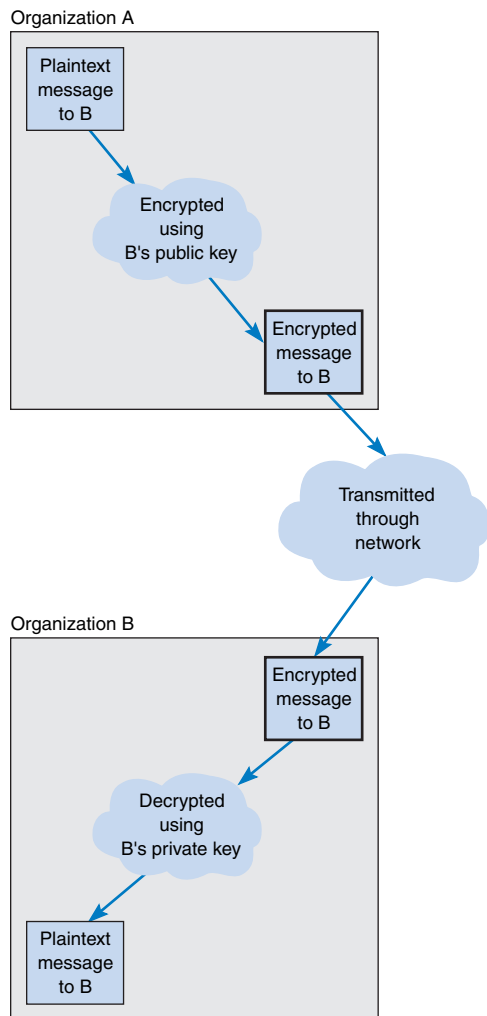 Organization A
Plaintext
message
to B
Encrypted
using
B's public key
Encrypted
message
to B
Transmitted
through
network
Organization B
Encrypted
message
to B
Decrypted
using
B's private key
Plaintext
message
to B